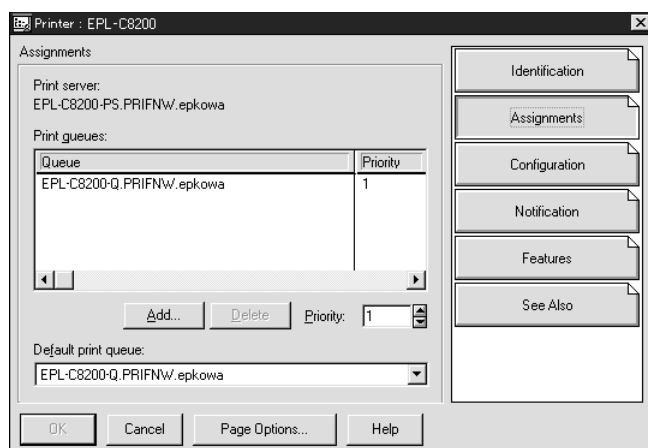 Printer : EPL-C8200
Assignments
Print server:
EPL-C8200-PS.PRIFNW.epkowa
Print queues:
Queue Priority
EPL-C8200-Q.PRIFNW.epkowa 1
Add... Delete Priority: 1
Default print queue:
EPL-C8200-Q.PRIFNW.epkowa
OK Cancel Page Options... Help
Identification
Assignments
Configuration
Notification
Features
See Also